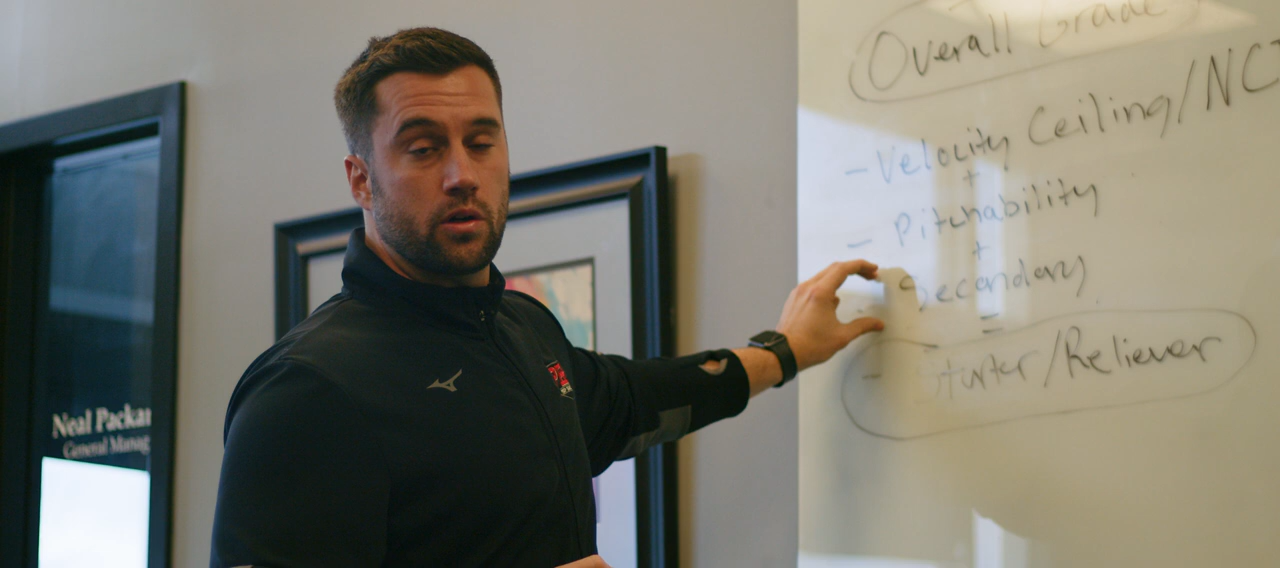 Neal Packar
General Manag
Overall Grade
- Velocity Ceiling/NC
+
- Pitchability
+
Secondary
=
- Starter/Reliever